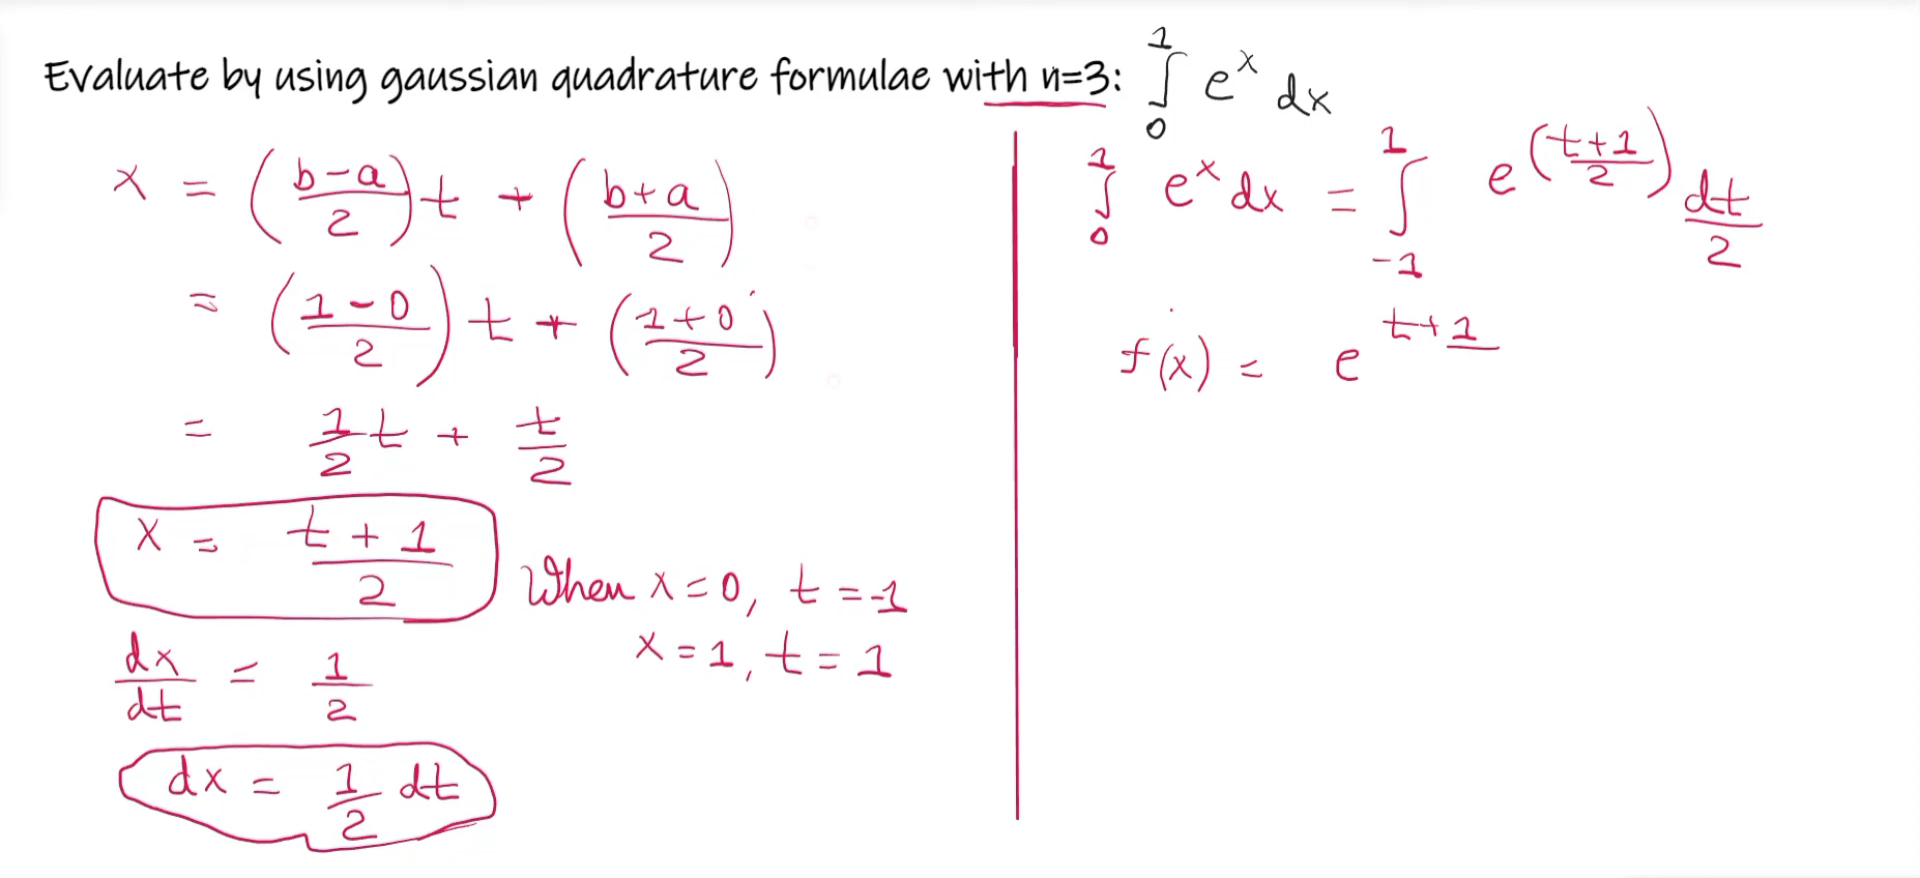 Evaluate by using gaussian quadrature formulae with n=3: ∫₀¹ eˣ dx
x = ((b-a)/2)t + ((b+a)/2)
= ((1-0)/2)t + ((1+0)/2)
= 1/2 t + t/2
x = (t+1)/2
When x=0, t=-1
x=1, t=1
dx/dt = 1/2
dx = 1/2 dt
∫₀¹ eˣ dx = ∫₋₁¹ e^((t+1)/2) dt/2
f(x) = e^(t+1)